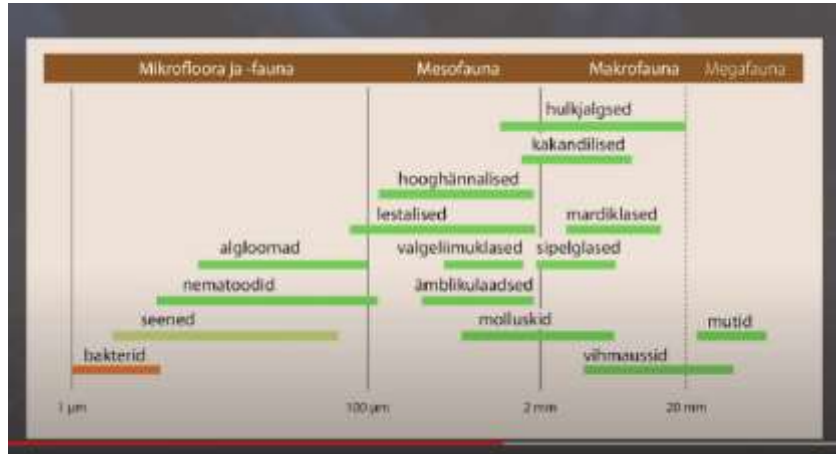 Mikrofloora ja -fauna Mesofauna Makrofauna Megafauna
hulkjalgsed
kakandilised
hooghännalised
lestalised mardiklased
algloomad valgeliimuklased sipelglased
nematoodid ämblikulaadsed
seened molluskid mutid
bakterid vihmaussid
1 µm 100 µm 2 mm 20 mm